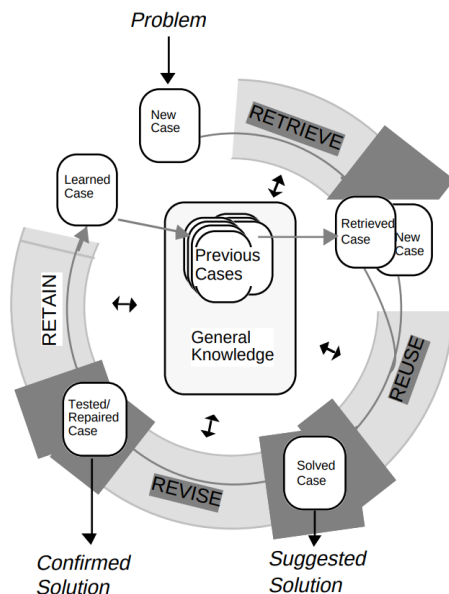 Problem
New
Case
RETRIEVE
Learned
Case
Retrieved
Case
New
Case
Previous
Cases
General
Knowledge
RETAIN
REUSE
Tested/
Repaired
Case
Solved
Case
REVISE
Confirmed
Solution
Suggested
Solution